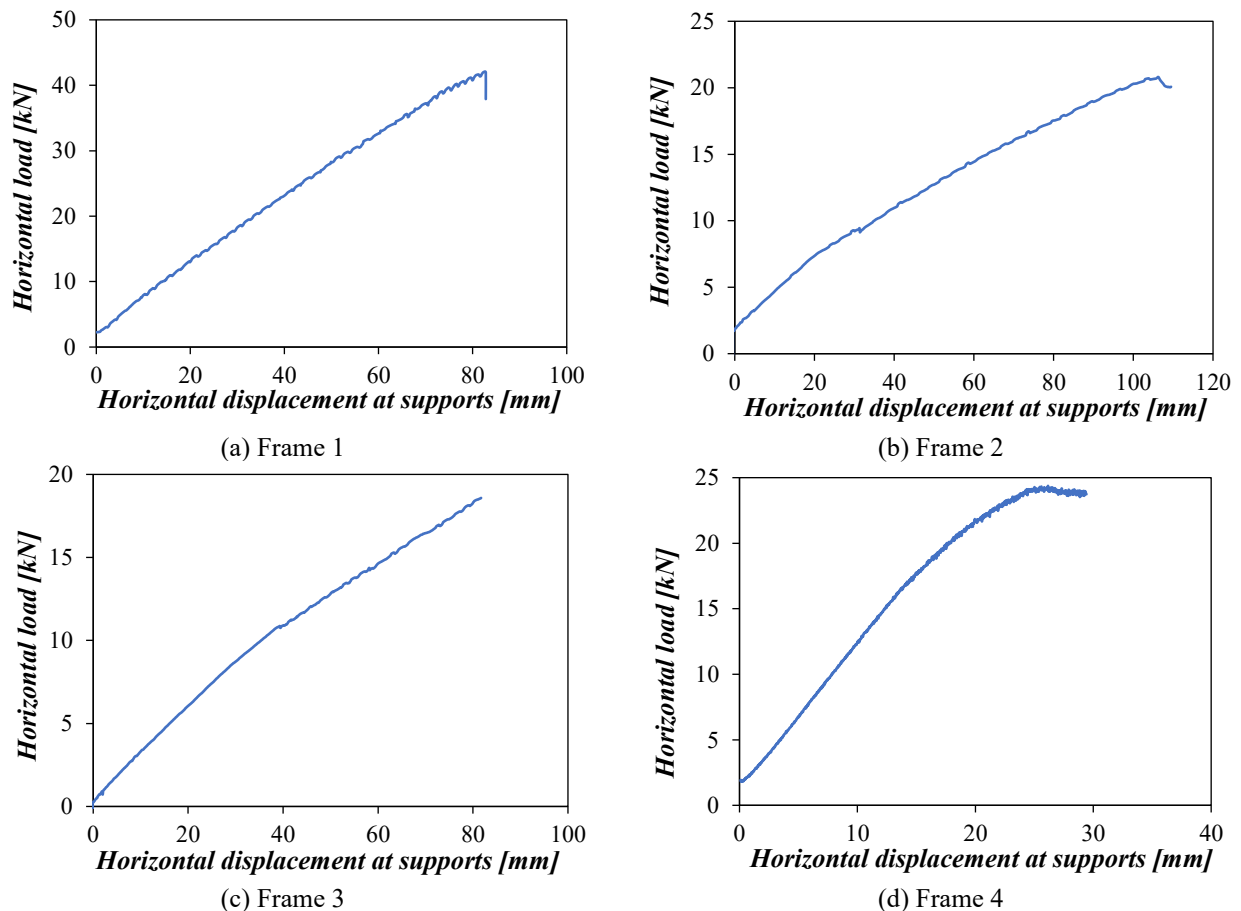 50
40
30
20
10
0
0 20 40 60 80 100
Horizontal load [kN]
Horizontal displacement at supports [mm]
(a) Frame 1
25
20
15
10
5
0
0 20 40 60 80 100 120
Horizontal load [kN]
Horizontal displacement at supports [mm]
(b) Frame 2
20
15
10
5
0
0 20 40 60 80 100
Horizontal load [kN]
Horizontal displacement at supports [mm]
(c) Frame 3
25
20
15
10
5
0
0 10 20 30 40
Horizontal load [kN]
Horizontal displacement at supports [mm]
(d) Frame 4